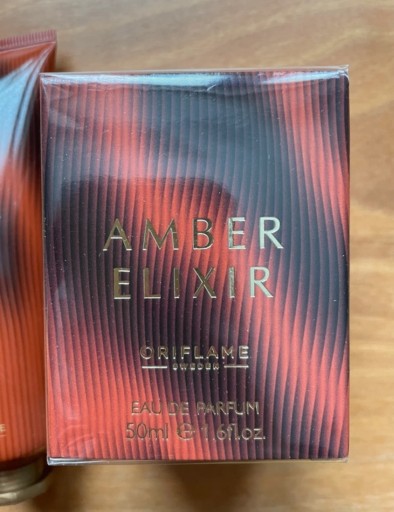 AMBER
ELIXIR
ORIFLAME
SWEDEN
EAU DE PARFUM
50ml e 1.6fl.oz.